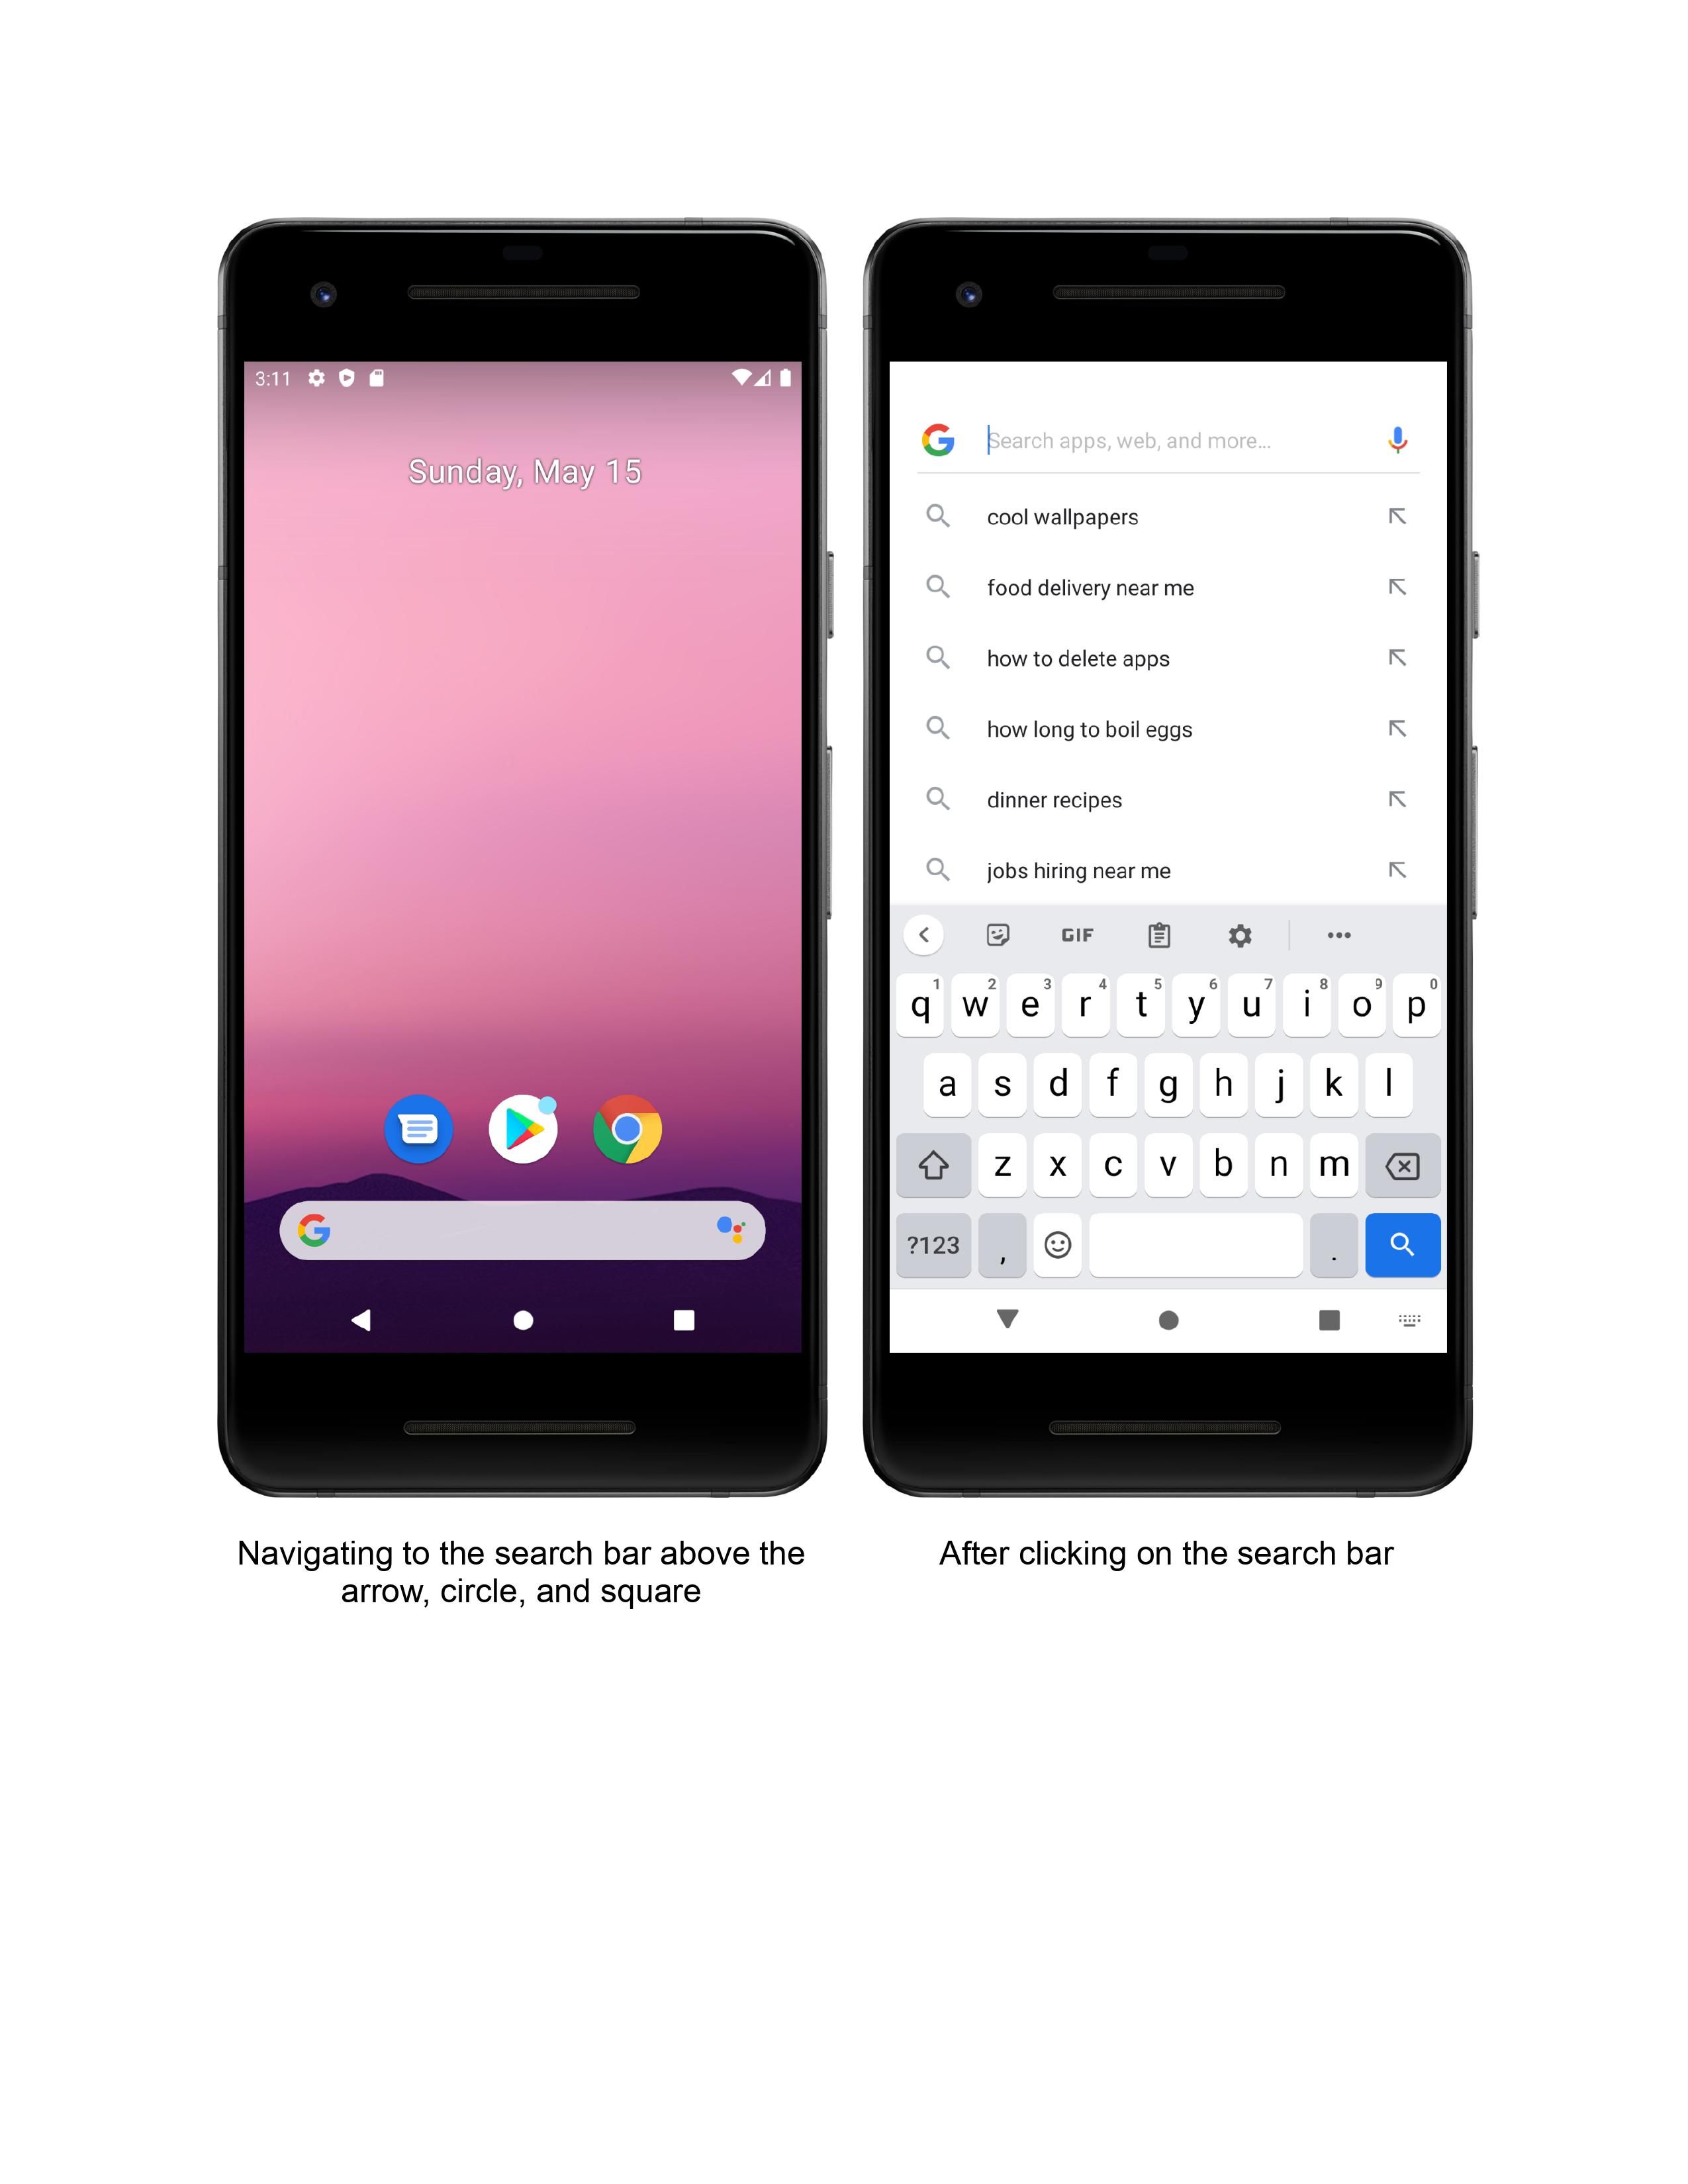 3:11
Sunday, May 15
G
Navigating to the search bar above the
arrow, circle, and square
G Search apps, web, and more...
cool wallpapers
food delivery near me
how to delete apps
how long to boil eggs
dinner recipes
jobs hiring near me
GIF
1 2 3 4 5 6 7 8 9 0
q w e r t y u i o p
a s d f g h j k l
z x c v b n m
?123 , .
After clicking on the search bar